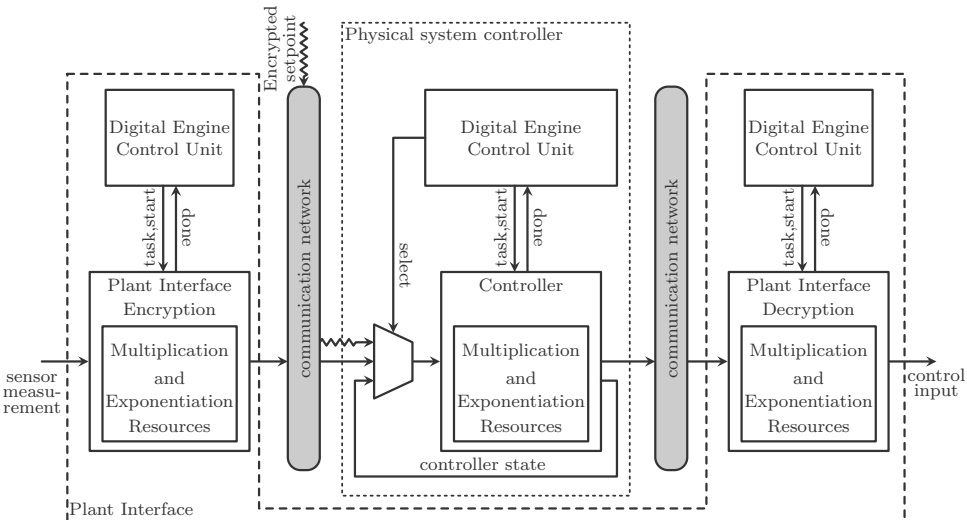 Encrypted
setpoint
Physical system controller
Digital Engine
Control Unit
task,start
done
Plant Interface
Encryption
Multiplication
and
Exponentiation
Resources
sensor
measu-
rement
Plant Interface
communication network
select
Digital Engine
Control Unit
task,start
done
Controller
Multiplication
and
Exponentiation
Resources
controller state
communication network
Digital Engine
Control Unit
task,start
done
Plant Interface
Decryption
Multiplication
and
Exponentiation
Resources
control
input